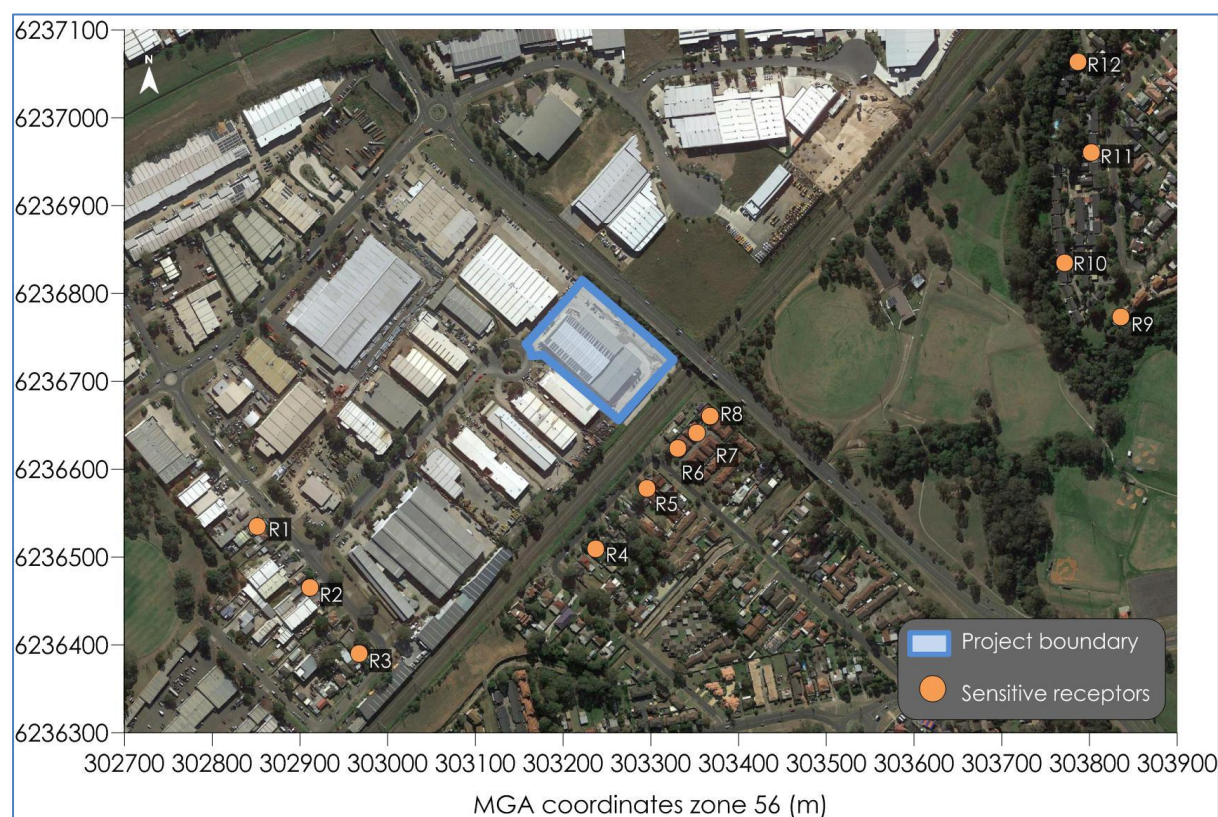 6237100
N
R12
6237000
R11
6236900
R10
6236800
R9
6236700
R8
R7
R6
6236600
R5
R1
6236500
R4
R2
6236400
R3
Project boundary
Sensitive receptors
6236300
302700 302800 302900 303000 303100 303200 303300 303400 303500 303600 303700 303800 303900
MGA coordinates zone 56 (m)